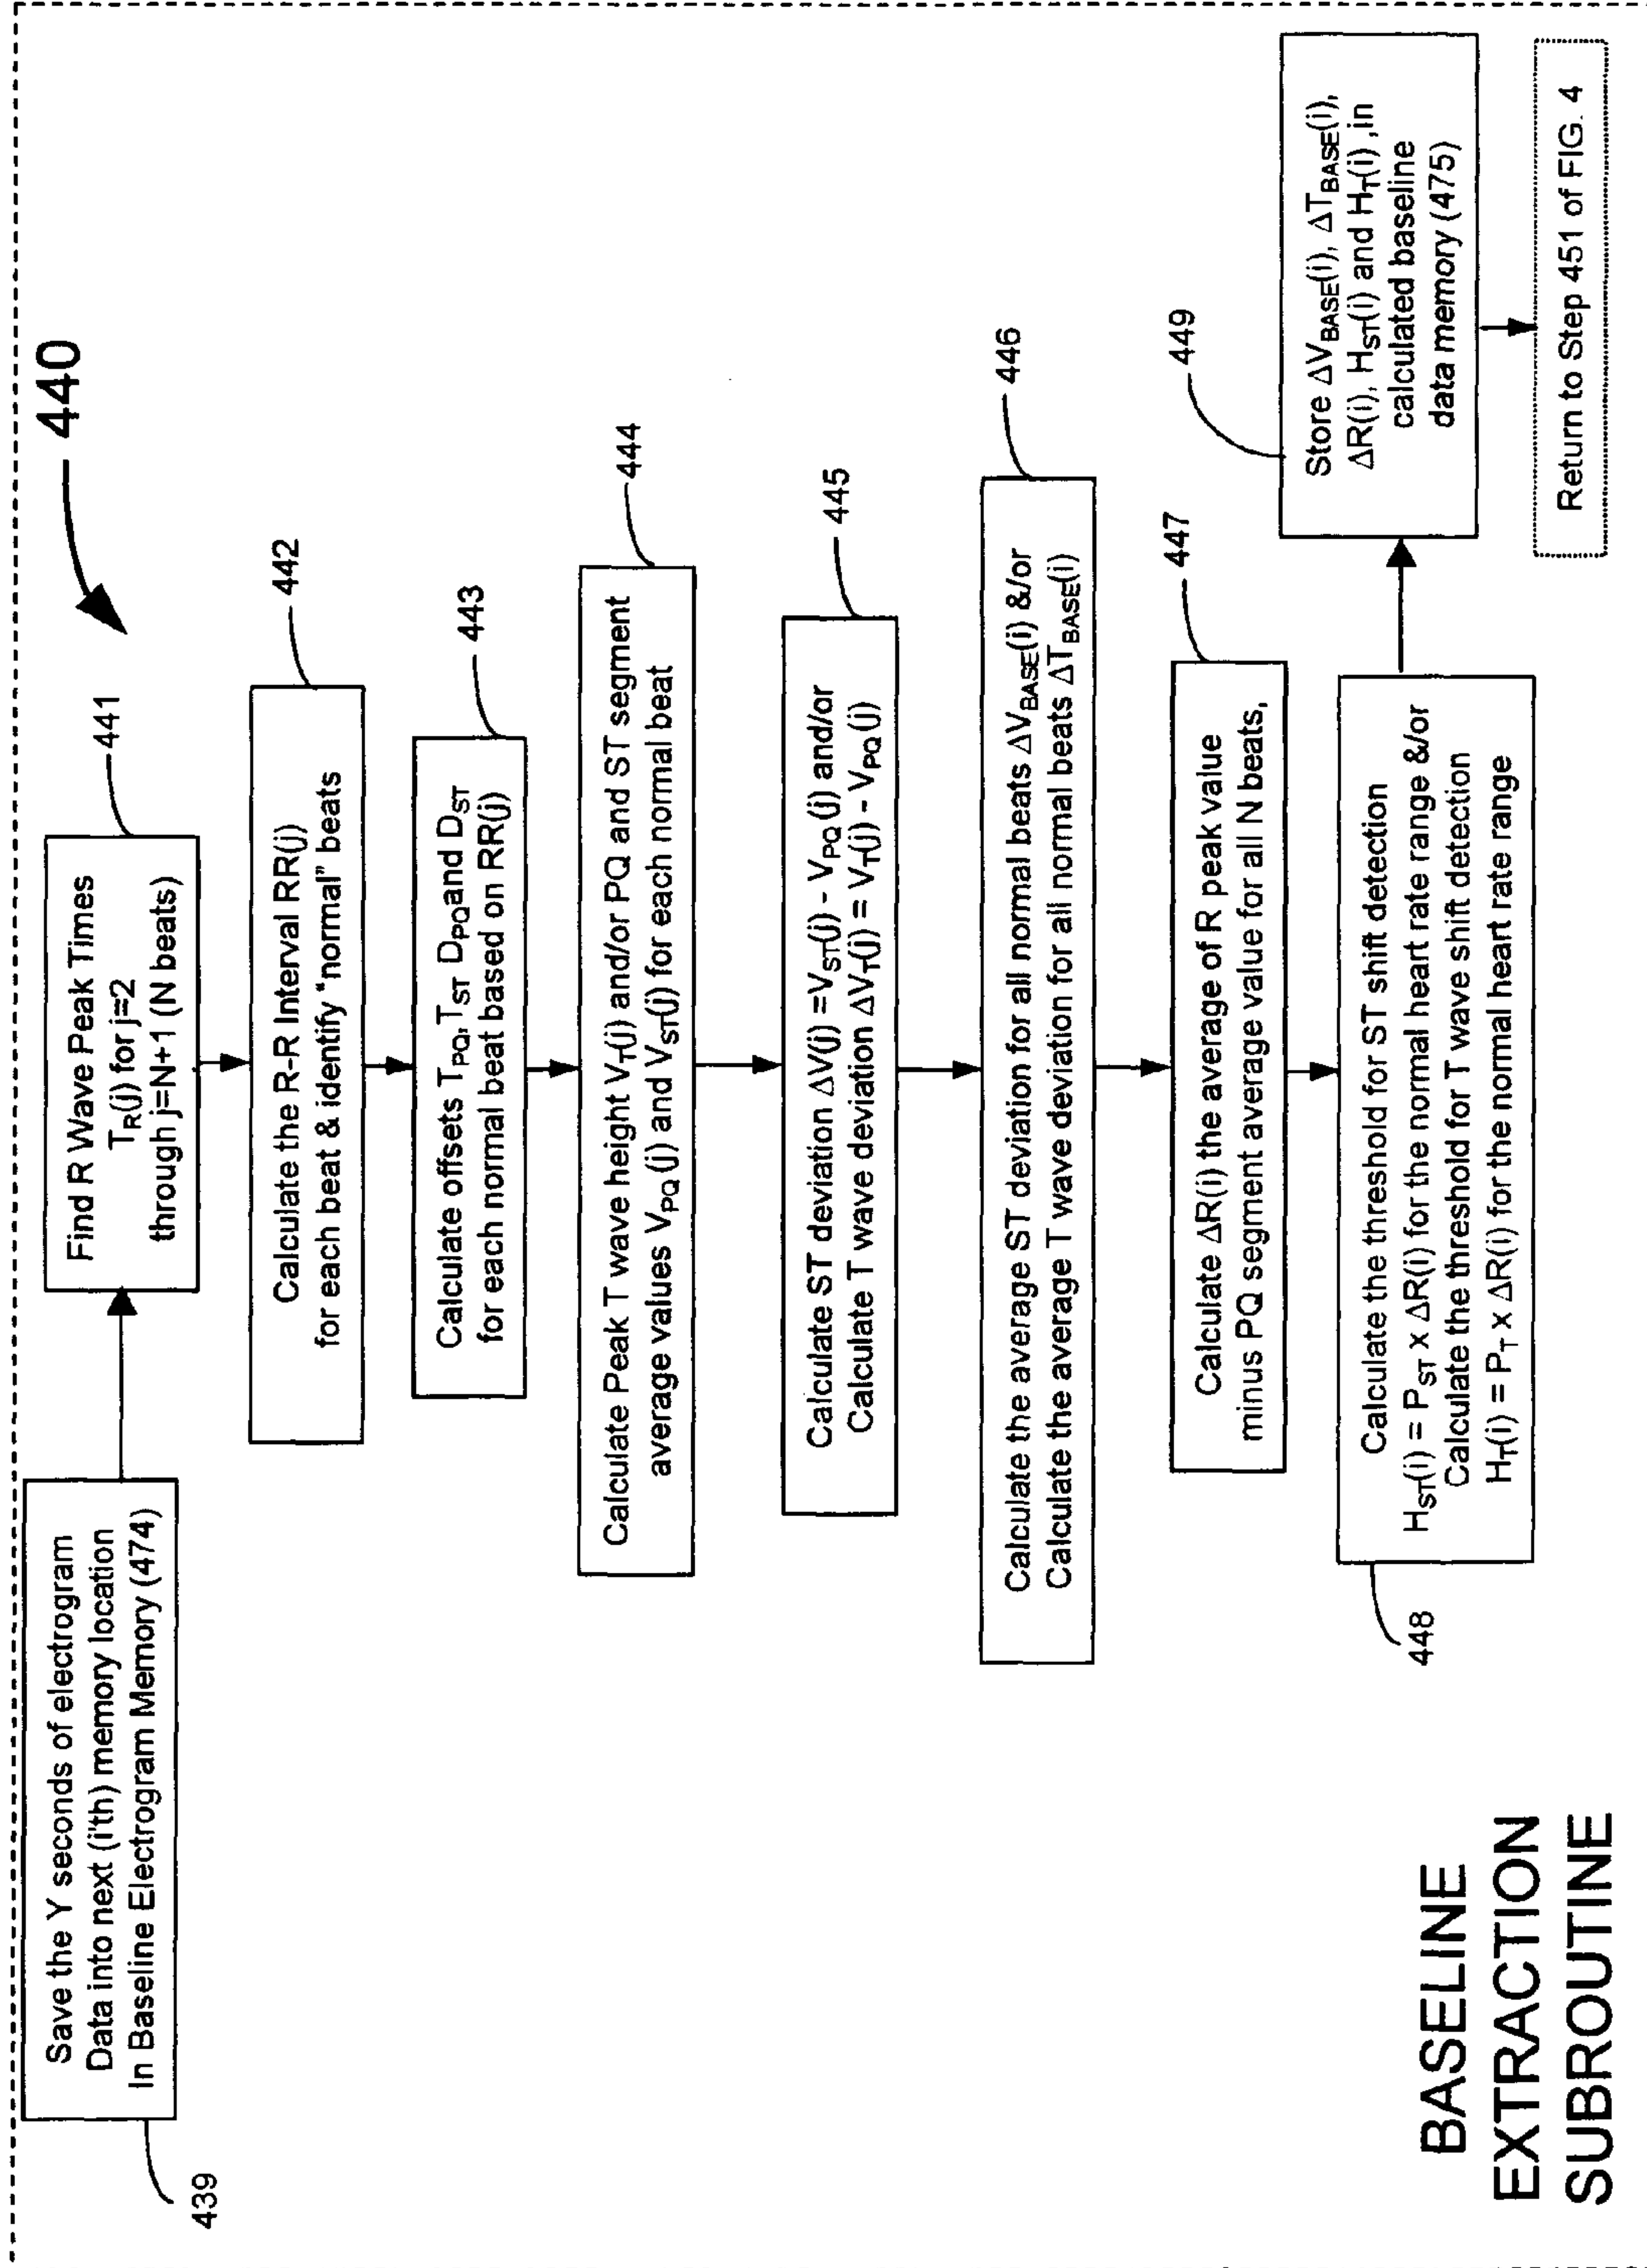 440
Save the Y seconds of electrogram
Data into next (i'th) memory location
In Baseline Electrogram Memory (474)
439
Find R Wave Peak Times
T_R(j) for j=2
through j=N+1 (N beats)
441
Calculate the R-R Interval RR(j)
for each beat & identify "normal" beats
442
Calculate offsets T_PQ, T_ST D_PQ and D_ST
for each normal beat based on RR(j)
443
Calculate Peak T wave height V_T(j) and/or PQ and ST segment
average values V_PQ (j) and V_ST(j) for each normal beat
444
Calculate ST deviation ΔV(j) =V_ST(j) - V_PQ (j) and/or
Calculate T wave deviation ΔV_T(j) = V_T(j) - V_PQ (j)
445
Calculate the average ST deviation for all normal beats ΔV_BASE(i) &/or
Calculate the average T wave deviation for all normal beats ΔT_BASE(i)
446
Calculate ΔR(i) the average of R peak value
minus PQ segment average value for all N beats,
447
Calculate the threshold for ST shift detection
H_ST(i) = P_ST x ΔR(i) for the normal heart rate range &/or
Calculate the threshold for T wave shift detection
H_T(i) = P_T x ΔR(i) for the normal heart rate range
448
Store ΔV_BASE(i), ΔT_BASE(i),
ΔR(i), H_ST(i) and H_T(i) ,in
calculated baseline
data memory (475)
449
Return to Step 451 of FIG. 4
BASELINE
EXTRACTION
SUBROUTINE